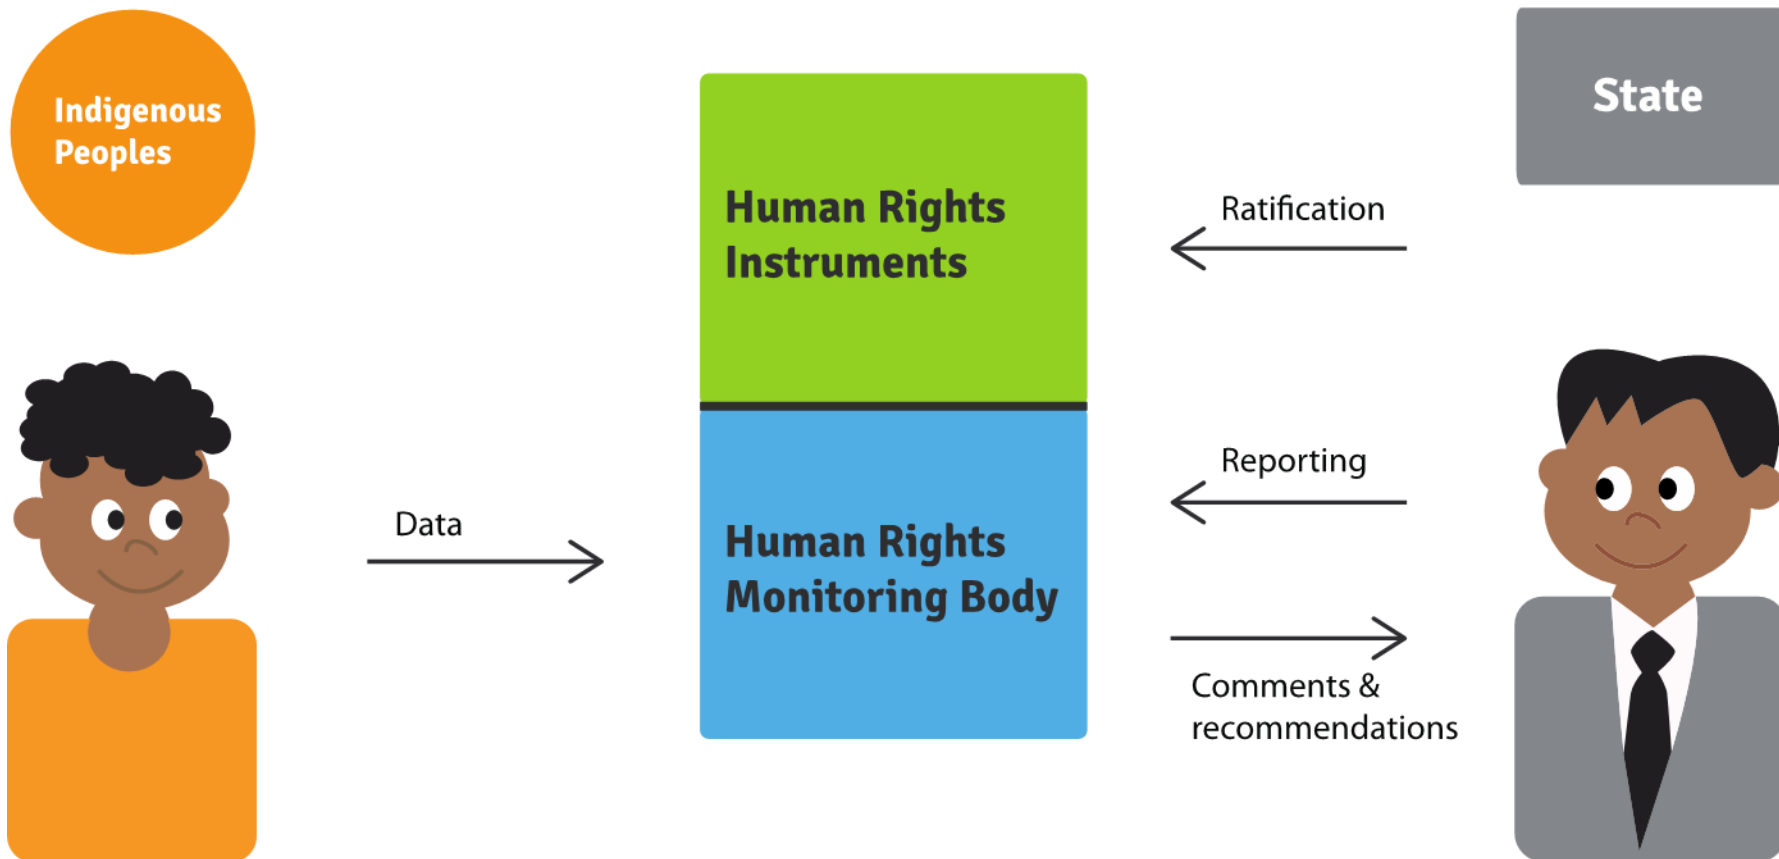 Indigenous
Peoples
State
Human Rights
Instruments
Ratification
Reporting
Data
Human Rights
Monitoring Body
Comments &
recommendations